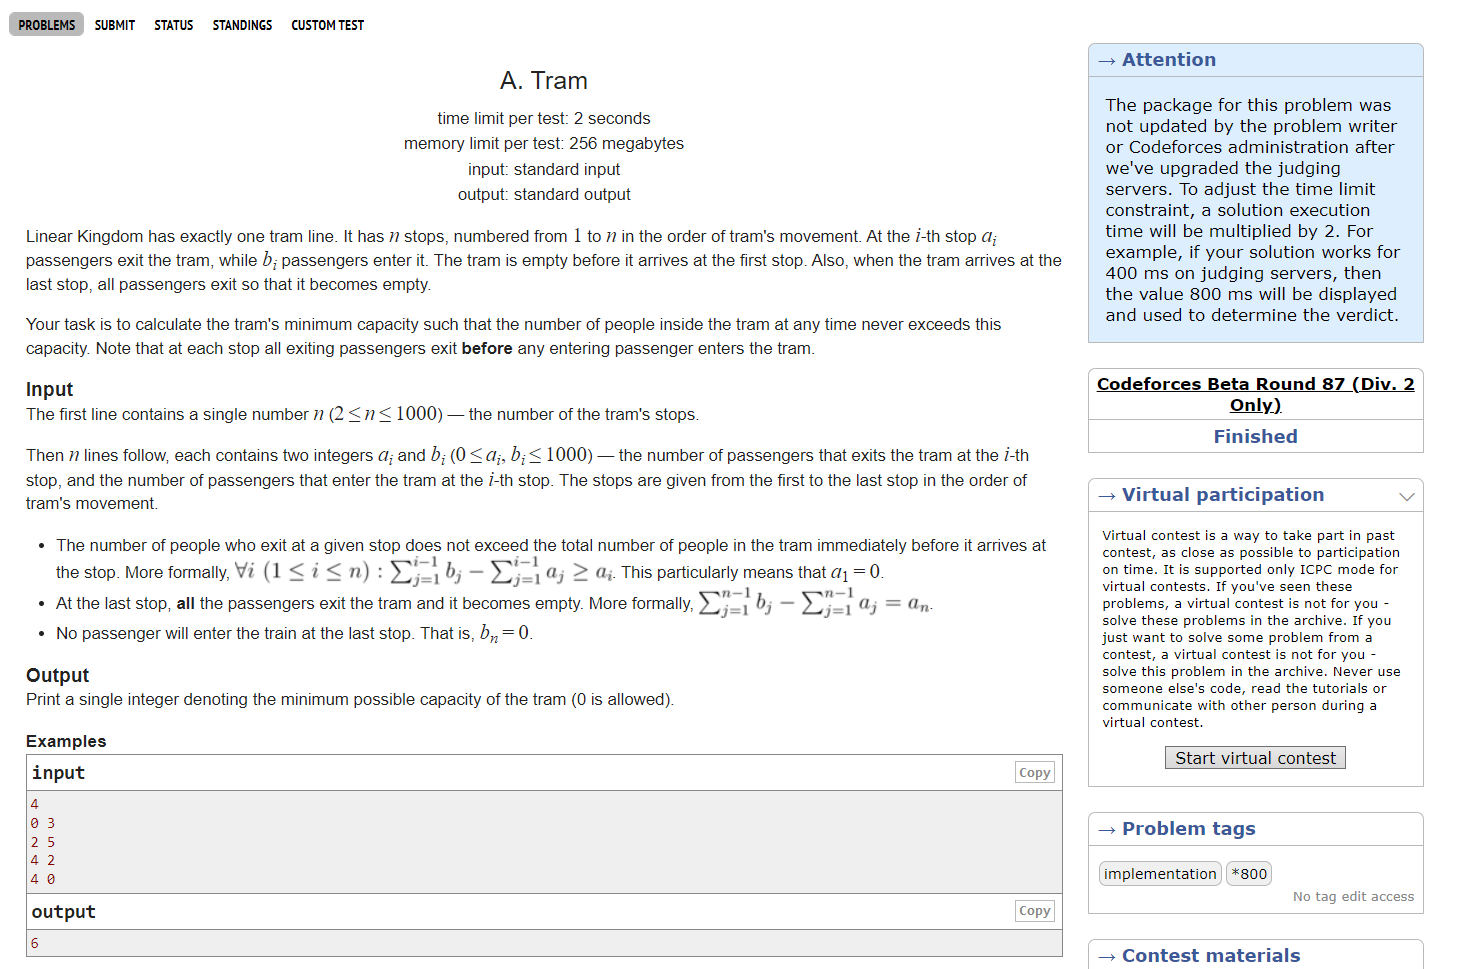 PROBLEMS SUBMIT STATUS STANDINGS CUSTOM TEST
A. Tram
time limit per test: 2 seconds
memory limit per test: 256 megabytes
input: standard input
output: standard output
Linear Kingdom has exactly one tram line. It has n stops, numbered from 1 to n in the order of tram's movement. At the i-th stop a_i
passengers exit the tram, while b_i passengers enter it. The tram is empty before it arrives at the first stop. Also, when the tram arrives at the
last stop, all passengers exit so that it becomes empty.
Your task is to calculate the tram's minimum capacity such that the number of people inside the tram at any time never exceeds this
capacity. Note that at each stop all exiting passengers exit before any entering passenger enters the tram.
Input
The first line contains a single number n (2 ≤ n ≤ 1000) — the number of the tram's stops.
Then n lines follow, each contains two integers a_i and b_i (0 ≤ a_i, b_i ≤ 1000) — the number of passengers that exits the tram at the i-th
stop, and the number of passengers that enter the tram at the i-th stop. The stops are given from the first to the last stop in the order of
tram's movement.
• The number of people who exit at a given stop does not exceed the total number of people in the tram immediately before it arrives at
the stop. More formally, ∀i (1 ≤ i ≤ n) : ∑_{j=1}^{i−1} b_j − ∑_{j=1}^{i−1} a_j ≥ a_i. This particularly means that a_1 = 0.
• At the last stop, all the passengers exit the tram and it becomes empty. More formally, ∑_{j=1}^{n−1} b_j − ∑_{j=1}^{n−1} a_j = a_n.
• No passenger will enter the train at the last stop. That is, b_n = 0.
Output
Print a single integer denoting the minimum possible capacity of the tram (0 is allowed).
Examples
input Copy
4
0 3
2 5
4 2
4 0
output Copy
6
→ Attention
The package for this problem was
not updated by the problem writer
or Codeforces administration after
we've upgraded the judging
servers. To adjust the time limit
constraint, a solution execution
time will be multiplied by 2. For
example, if your solution works for
400 ms on judging servers, then
the value 800 ms will be displayed
and used to determine the verdict.
Codeforces Beta Round 87 (Div. 2
Only)
Finished
→ Virtual participation
Virtual contest is a way to take part in past
contest, as close as possible to participation
on time. It is supported only ICPC mode for
virtual contests. If you've seen these
problems, a virtual contest is not for you -
solve these problems in the archive. If you
just want to solve some problem from a
contest, a virtual contest is not for you -
solve this problem in the archive. Never use
someone else's code, read the tutorials or
communicate with other person during a
virtual contest.
Start virtual contest
→ Problem tags
implementation *800
No tag edit access
→ Contest materials